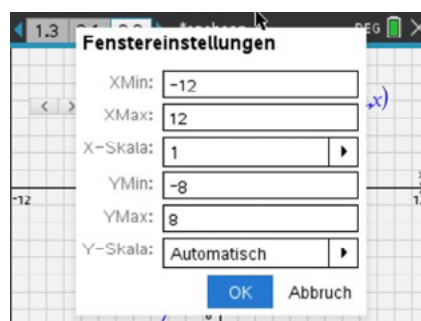 1.3
DEG
Fenstereinstellungen
XMin: -12
,x)
XMax: 12
X-Skala: 1
YMin: -8
-12
YMax: 8
Y-Skala: Automatisch
OK Abbruch